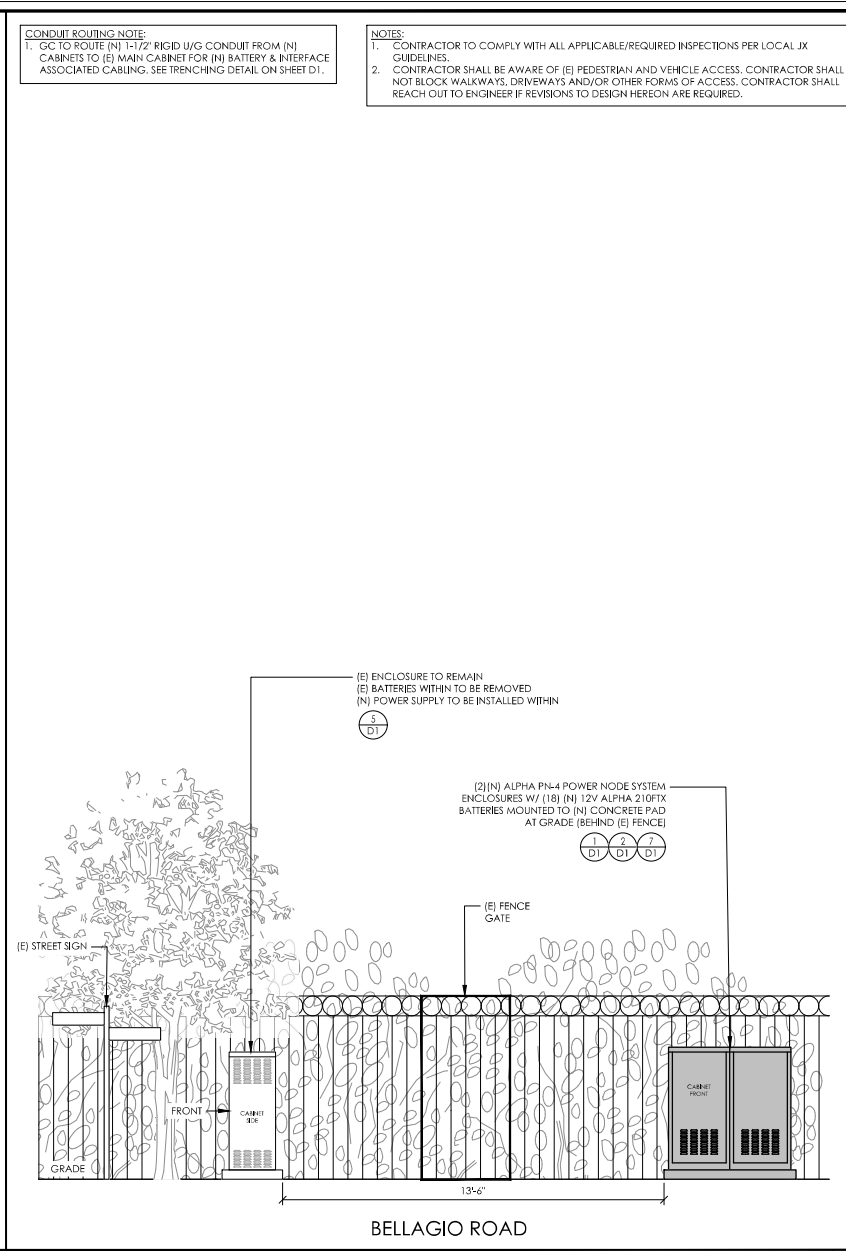 CONDUIT ROUTING NOTE:
1. GC TO ROUTE (N) 1-1/2" RIGID U/G CONDUIT FROM (N)
CABINETS TO (E) MAIN CABINET FOR (N) BATTERY & INTERFACE
ASSOCIATED CABLING. SEE TRENCHING DETAIL ON SHEET D1.
NOTES:
1. CONTRACTOR TO COMPLY WITH ALL APPLICABLE/REQUIRED INSPECTIONS PER LOCAL JX
GUIDELINES.
2. CONTRACTOR SHALL BE AWARE OF (E) PEDESTRIAN AND VEHICLE ACCESS. CONTRACTOR SHALL
NOT BLOCK WALKWAYS, DRIVEWAYS AND/OR OTHER FORMS OF ACCESS. CONTRACTOR SHALL
REACH OUT TO ENGINEER IF REVISIONS TO DESIGN HEREON ARE REQUIRED.
(E) ENCLOSURE TO REMAIN
(E) BATTERIES WITHIN TO BE REMOVED
(N) POWER SUPPLY TO BE INSTALLED WITHIN
5
D1
(2)(N) ALPHA PN-4 POWER NODE SYSTEM
ENCLOSURES W/ (18) (N) 12V ALPHA 210FTX
BATTERIES MOUNTED TO (N) CONCRETE PAD
AT GRADE (BEHIND (E) FENCE)
1 2 7
D1 D1 D1
(E) FENCE
GATE
(E) STREET SIGN
FRONT
CABINET
SIDE
CABINET
FRONT
GRADE
13'-6"
BELLAGIO ROAD